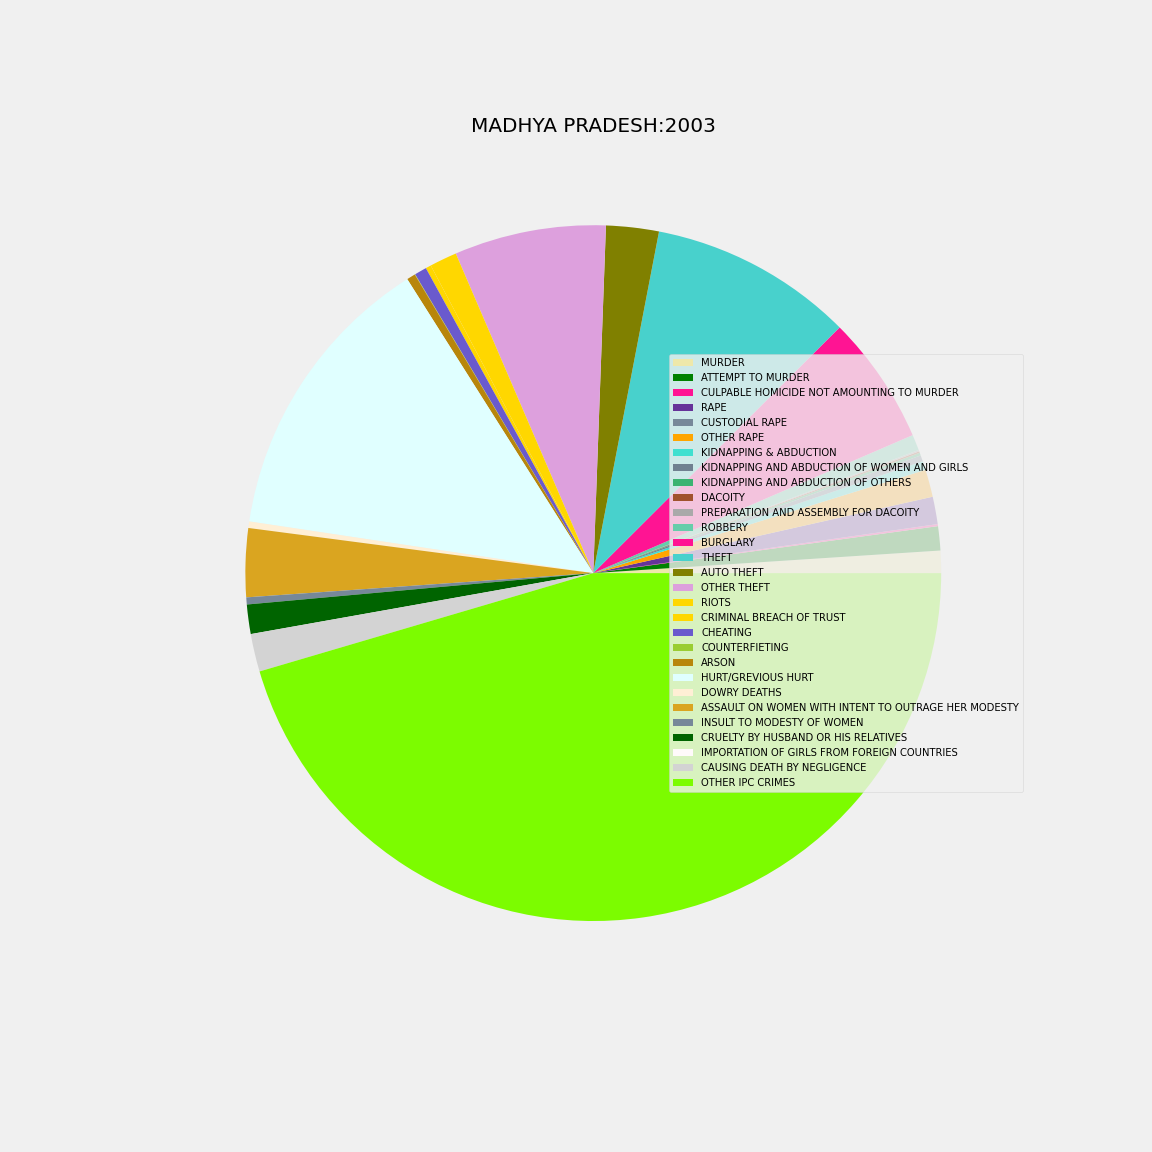 MADHYA PRADESH:2003
MURDER
ATTEMPT TO MURDER
CULPABLE HOMICIDE NOT AMOUNTING TO MURDER
RAPE
CUSTODIAL RAPE
OTHER RAPE
KIDNAPPING & ABDUCTION
KIDNAPPING AND ABDUCTION OF WOMEN AND GIRLS
KIDNAPPING AND ABDUCTION OF OTHERS
DACOITY
PREPARATION AND ASSEMBLY FOR DACOITY
ROBBERY
BURGLARY
THEFT
AUTO THEFT
OTHER THEFT
RIOTS
CRIMINAL BREACH OF TRUST
CHEATING
COUNTERFIETING
ARSON
HURT/GREVIOUS HURT
DOWRY DEATHS
ASSAULT ON WOMEN WITH INTENT TO OUTRAGE HER MODESTY
INSULT TO MODESTY OF WOMEN
CRUELTY BY HUSBAND OR HIS RELATIVES
IMPORTATION OF GIRLS FROM FOREIGN COUNTRIES
CAUSING DEATH BY NEGLIGENCE
OTHER IPC CRIMES